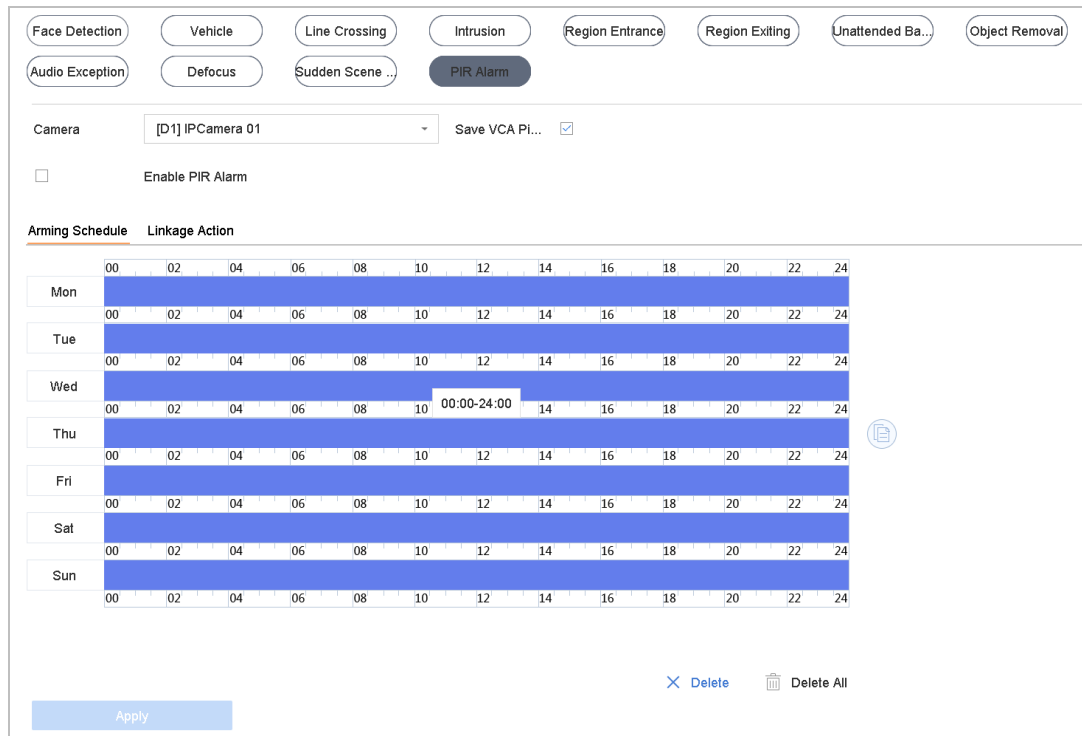 Face Detection Vehicle Line Crossing Intrusion Region Entrance Region Exiting Unattended Ba... Object Removal
Audio Exception Defocus Sudden Scene ... PIR Alarm
Camera [D1] IPCamera 01 Save VCA Pi...
Enable PIR Alarm
Arming Schedule Linkage Action
00 02 04 06 08 10 12 14 16 18 20 22 24
Mon
00 02 04 06 08 10 12 14 16 18 20 22 24
Tue
00 02 04 06 08 10 12 14 16 18 20 22 24
Wed
00:00-24:00
00 02 04 06 08 10 14 16 18 20 22 24
Thu
00 02 04 06 08 10 12 14 16 18 20 22 24
Fri
00 02 04 06 08 10 12 14 16 18 20 22 24
Sat
00 02 04 06 08 10 12 14 16 18 20 22 24
Sun
00 02 04 06 08 10 12 14 16 18 20 22 24
Delete Delete All
Apply